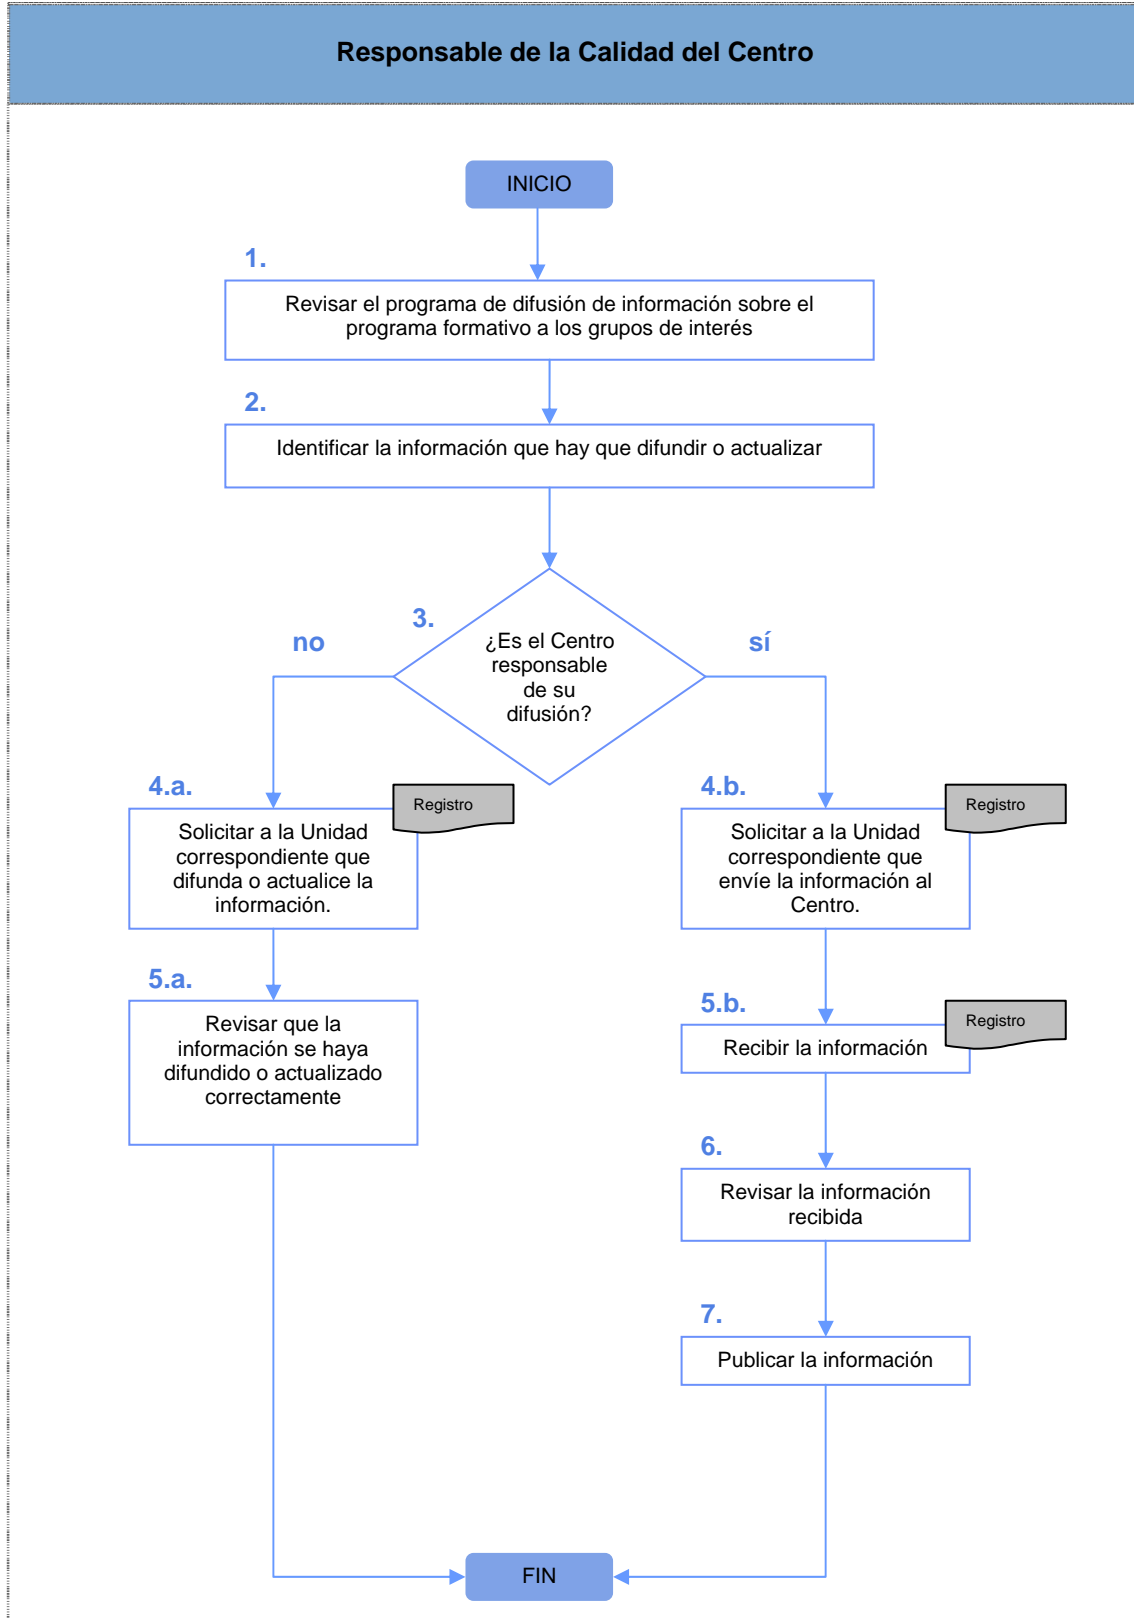 Responsable de la Calidad del Centro
INICIO
1.
Revisar el programa de difusión de información sobre el
programa formativo a los grupos de interés
2.
Identificar la información que hay que difundir o actualizar
3.
¿Es el Centro
responsable
de su
difusión?
no
sí
4.a.
Registro
Solicitar a la Unidad
correspondiente que
difunda o actualice la
información.
5.a.
Revisar que la
información se haya
difundido o actualizado
correctamente
4.b.
Registro
Solicitar a la Unidad
correspondiente que
envíe la información al
Centro.
5.b.
Registro
Recibir la información
6.
Revisar la información
recibida
7.
Publicar la información
FIN